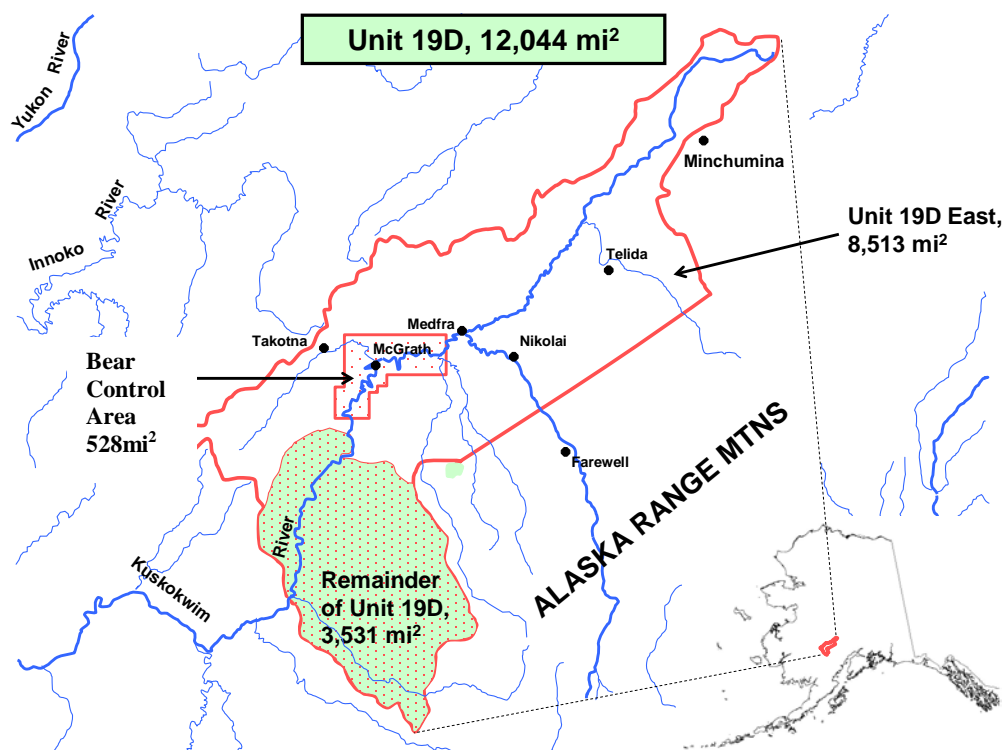 Unit 19D, 12,044 mi²
Yukon River
Minchumina
Innoko River
Unit 19D East,
8,513 mi²
Telida
Medfra
Takotna
McGrath
Nikolai
Bear
Control
Area
528mi²
Farewell
ALASKA RANGE MTNS
River
Kuskokwim
Remainder
of Unit 19D,
3,531 mi²